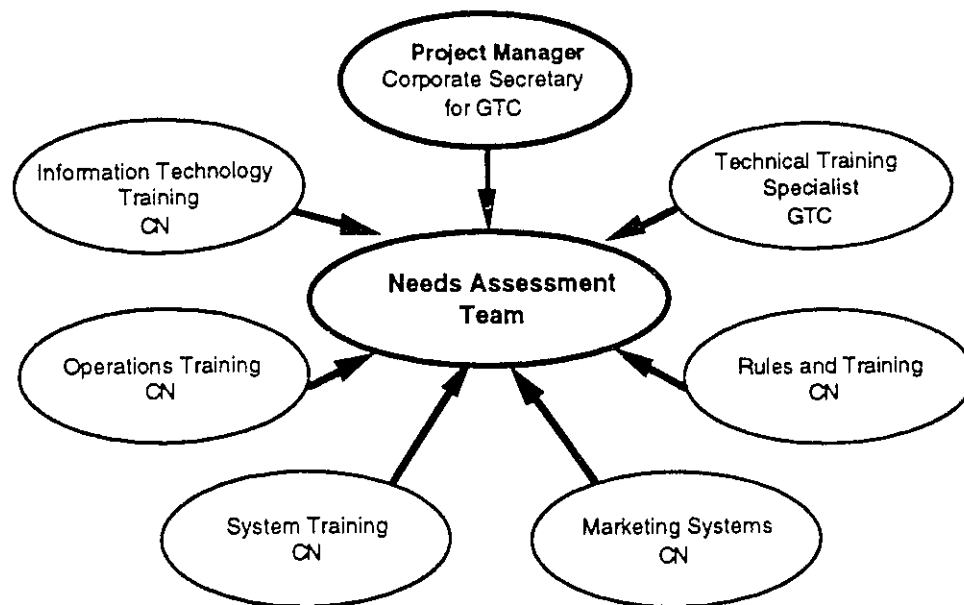 Project Manager
Corporate Secretary
for GTC
Information Technology
Training
CN
Technical Training
Specialist
GTC
Needs Assessment
Team
Operations Training
CN
Rules and Training
CN
System Training
CN
Marketing Systems
CN